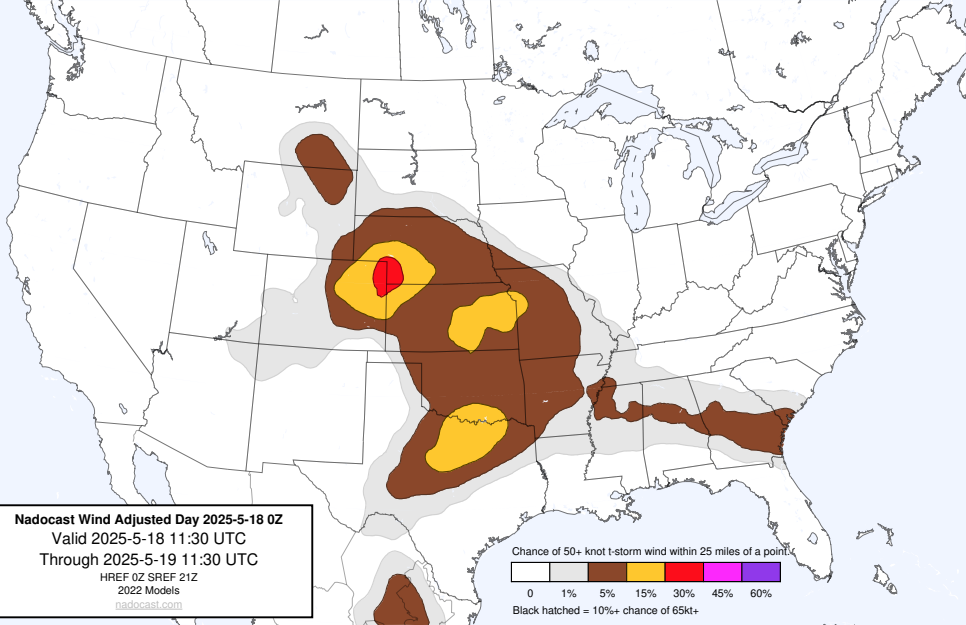 Nadocast Wind Adjusted Day 2025-5-18 0Z
Valid 2025-5-18 11:30 UTC
Through 2025-5-19 11:30 UTC
HREF 0Z SREF 21Z
2022 Models
nadocast.com
Chance of 50+ knot t-storm wind within 25 miles of a point.
0 1% 5% 15% 30% 45% 60%
Black hatched = 10%+ chance of 65kt+